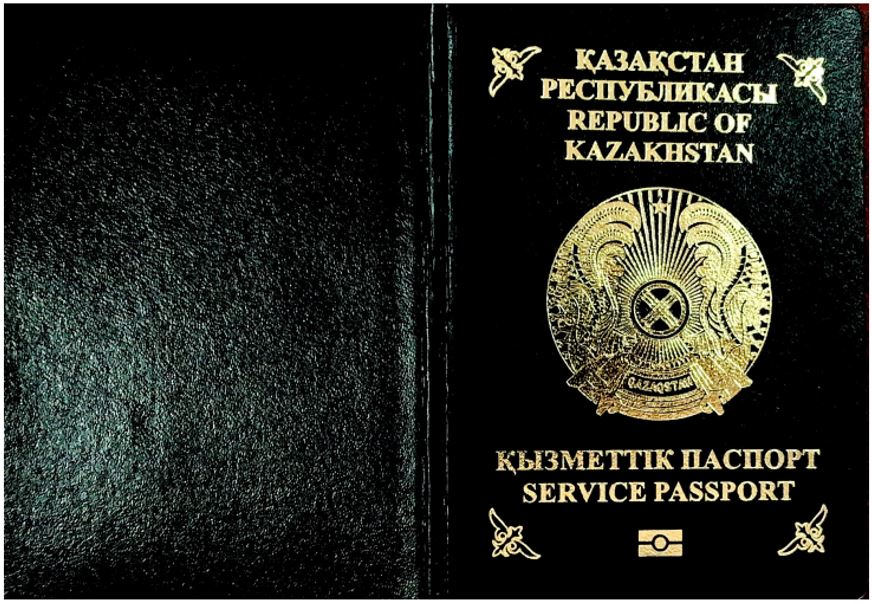 ҚАЗАҚСТАН
РЕСПУБЛИКАСЫ
REPUBLIC OF
KAZAKHSTAN
QAZAQSTAN
ҚЫЗМЕТТІК ПАСПОРТ
SERVICE PASSPORT